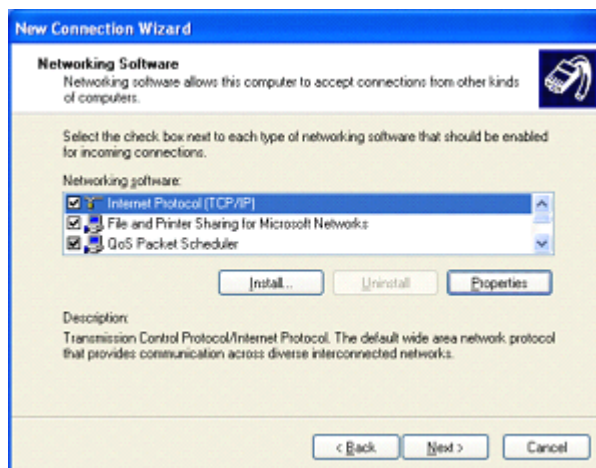 New Connection Wizard
Networking Software
Networking software allows this computer to accept connections from other kinds
of computers.
Select the check box next to each type of networking software that should be enabled
for incoming connections.
Networking software:
Internet Protocol (TCP/IP)
File and Printer Sharing for Microsoft Networks
QoS Packet Scheduler
Install...
Uninstall
Properties
Description:
Transmission Control Protocol/Internet Protocol. The default wide area network protocol
that provides communication across diverse interconnected networks.
< Back
Next >
Cancel